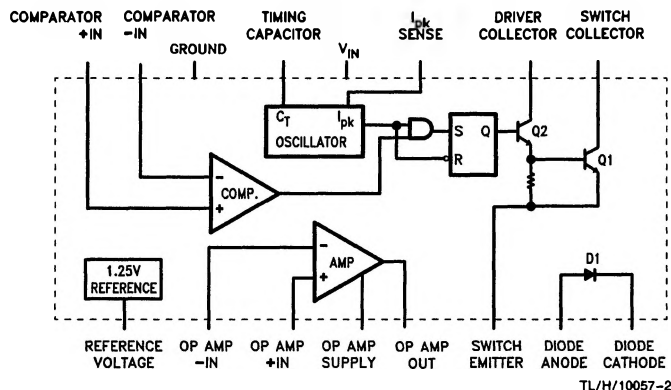 COMPARATOR
+IN
COMPARATOR
-IN
GROUND
TIMING
CAPACITOR
VIN
Ipk
SENSE
DRIVER
COLLECTOR
SWITCH
COLLECTOR
CT
Ipk
OSCILLATOR
S
Q
R
Q2
Q1
-
+
COMP.
-
+
AMP
1.25V
REFERENCE
D1
REFERENCE
VOLTAGE
OP AMP
-IN
OP AMP
+IN
OP AMP
SUPPLY
OP AMP
OUT
SWITCH
EMITTER
DIODE
ANODE
DIODE
CATHODE
TL/H/10057-2